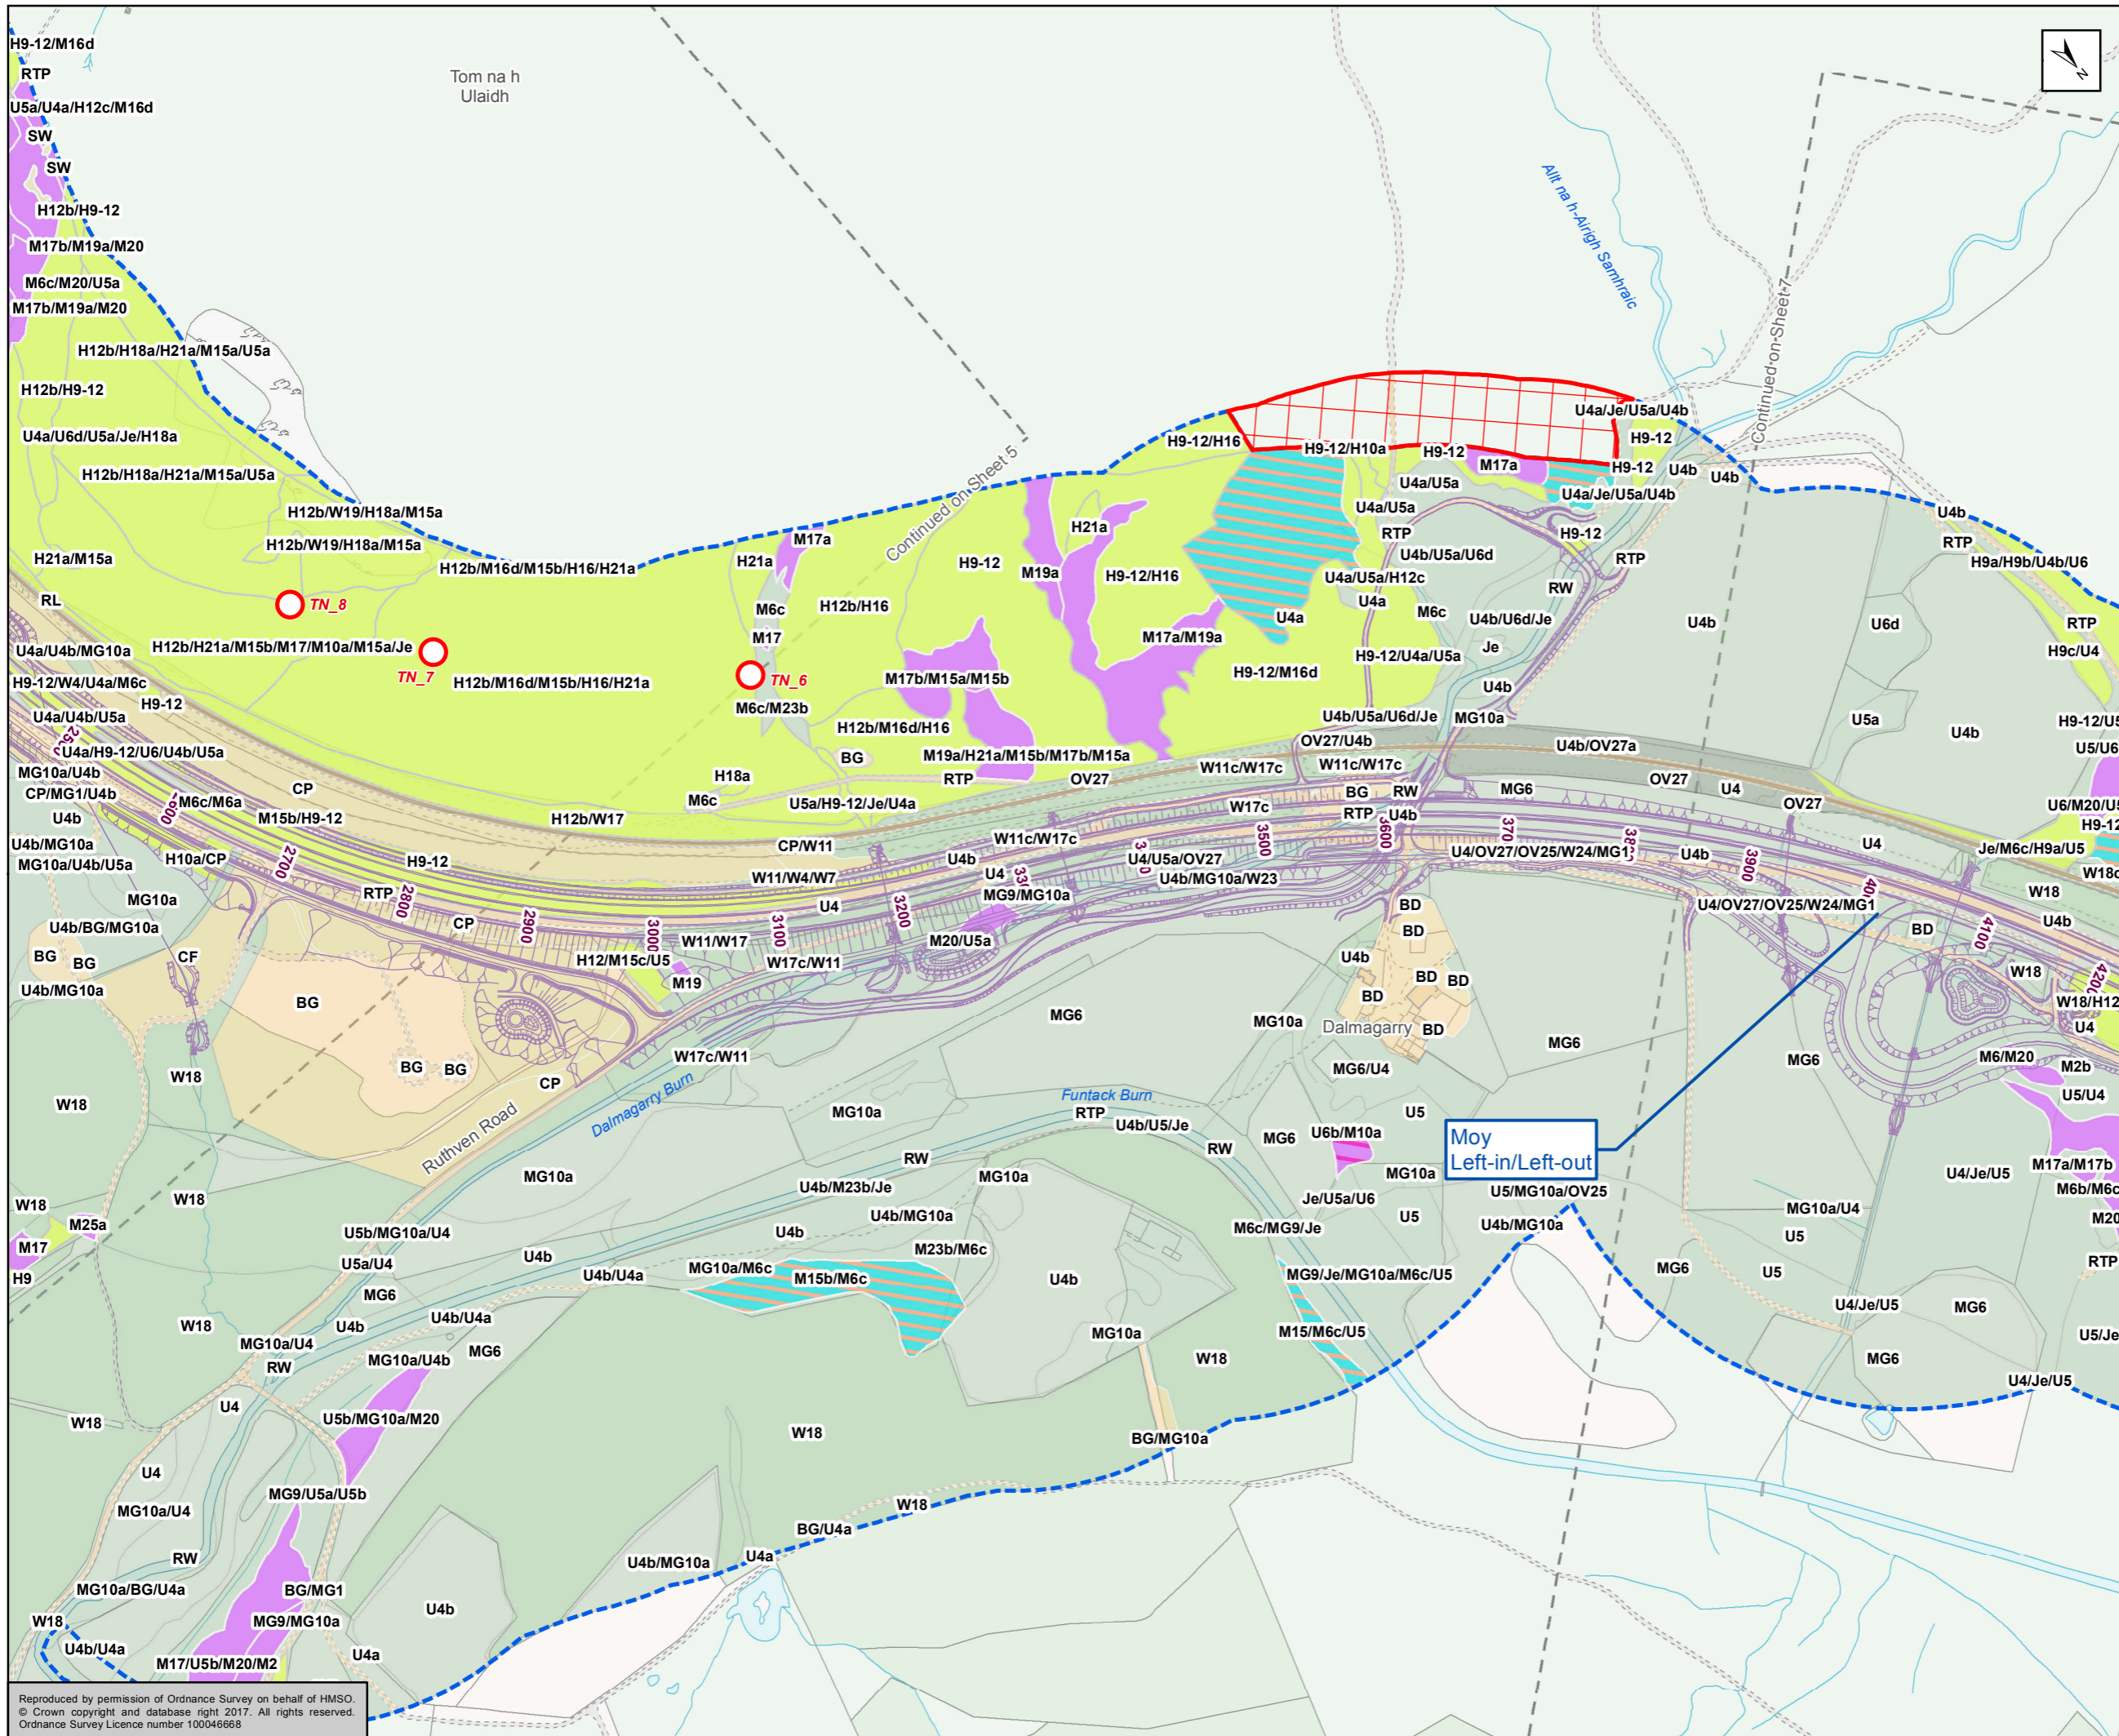 H9-12/M16d
RTP
U5a/U4a/H12c/M16d
SW
SW
H12b/H9-12
M17b/M19a/M20
M6c/M20/U5a
M17b/M19a/M20
H12b/H18a/H21a/M15a/U5a
H12b/H9-12
U4a/U6d/U5a/Je/H18a
H12b/H18a/H21a/M15a/U5a
H12b/W19/H18a/M15a
H12b/W19/H18a/M15a
H21a/M15a
H12b/M16d/M15b/H16/H21a
RL
TN_8
H12b/H21a/M15b/M17/M10a/M15a/Je
U4a/U4b/MG10a
TN_7
H12b/M16d/M15b/H16/H21a
H9-12/W4/U4a/M6c
H9-12
U4a/U4b/U5a
U4a/H9-12/U6/U4b/U5a
MG10a/U4b
CP/MG1/U4b
M6c/M6a
CP
U4b
M15b/H9-12
U4b/MG10a
MG10a/U4b/U5a
H10a/CP
H9-12
MG10a
RTP
2700
2800
2900
3000
3100
3200
3500
3600
3900
4100
Tom na h
Ulaidh
Continued on Sheet 5
Continued on Sheet 7
Allt na h-Airigh Samhraic
N
M17a
H21a
M6c
M17
TN_6
M6c/M23b
H12b/H16
H9-12
M19a
H21a
H9-12/H16
H9-12/H16
H9-12/H10a
H9-12
M17a
U4a/U5a
U4a/U5a
RTP
U4a/Je/U5a/U4b
H9-12
H9-12
U4b
U4b
U4a/Je/U5a/U4b
H9-12
U4b/U5a/U6d
RTP
U4a/U5a/H12c
U4a
M6c
RW
U4b/U6d/Je
Je
U4a
M17a/M19a
H9-12/U4a/U5a
H9-12/M16d
U4b
M17b/M15a/M15b
H12b/M16d/H16
U4b/U5a/U6d/Je
MG10a
BG
M19a/H21a/M15b/M17b/M15a
OV27/U4b
H18a
RTP
OV27
W11c/W17c
W11c/W17c
M6c
U5a/H9-12/Je/U4a
W17c
BG
RW
RTP
U4b
H12b/W17
CP/W11
W11c/W17c
U4b
U4/U5a/OV27
U4
U4b/MG10a/W23
W11/W4/W7
MG9/MG10a
U4
U4b
RTP
H9a/H9b/U4b/U6
U4b
U6d
RTP
H9c/U4
U5a
U4b
U4b/OV27a
OV27
U4
OV27
MG6
U4
U4/OV27/OV25/W24/MG1
U4b
Je/M6c/H9a/U5
W18
U4/OV27/OV25/W24/MG1
U4b
BD
W18
U4
CP
W11/W17
M20/U5a
H12/M15c/U5
W17c/W11
M19
U4b/BG/MG10a
BG
BG
CF
U4b/MG10a
BG
BG
BG
CP
W18
W18
W17c/W11
Dalmagarry Burn
Ruthven Road
MG6
MG10a
U4b
BD
BD
BD
BD
BD
BD
Dalmagarry
MG6
MG6
MG6/U4
M6/M20
M2b
U5/U4
Funtack Burn
RTP
MG10a
U4b/U5/Je
RW
RW
MG6
U6b/M10a
U5
MG10a
Moy
Left-in/Left-out
U4/Je/U5
M17a/M17b
MG10a
U4b/M23b/Je
MG10a
Je/U5a/U6
U5
U5/MG10a/OV25
U4b/MG10a
MG10a/U4
U5
W18
W18
M25a
M17
H9
U5b/MG10a/U4
U4b/MG10a
U4b
M6c/MG9/Je
U5a/U4
U4b
M23b/M6c
MG10a/M6c
M15b/M6c
U4b
MG9/Je/MG10a/M6c/U5
MG6
U5
RTP
MG6
U4b/U4a
U4b/U4a
U4b
W18
MG10a/U4
MG6
MG10a
M15/M6c/U5
U4/Je/U5
MG6
MG6
RW
MG10a/U4b
W18
U4/Je/U5
U4
W18
U5b/MG10a/M20
W18
BG/MG10a
U4
MG9/U5a/U5b
MG10a/U4
W18
BG/U4a
RW
U4b/MG10a
U4a
MG10a/BG/U4a
BG/MG1
U4b
W18
MG9/MG10a
U4b/U4a
U4a
M17/U5b/M20/M2
Reproduced by permission of Ordnance Survey on behalf of HMSO.
© Crown copyright and database right 2017. All rights reserved.
Ordnance Survey Licence number 100046668